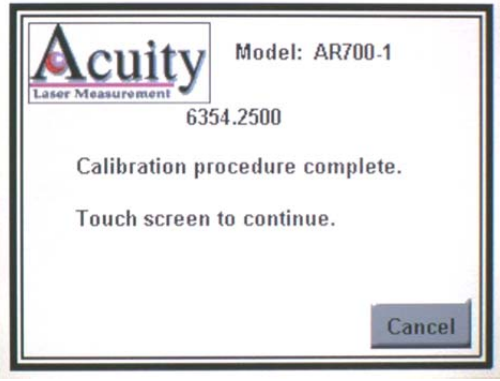 Acuity
Laser Measurement
Model: AR700-1
6354.2500
Calibration procedure complete.
Touch screen to continue.
Cancel